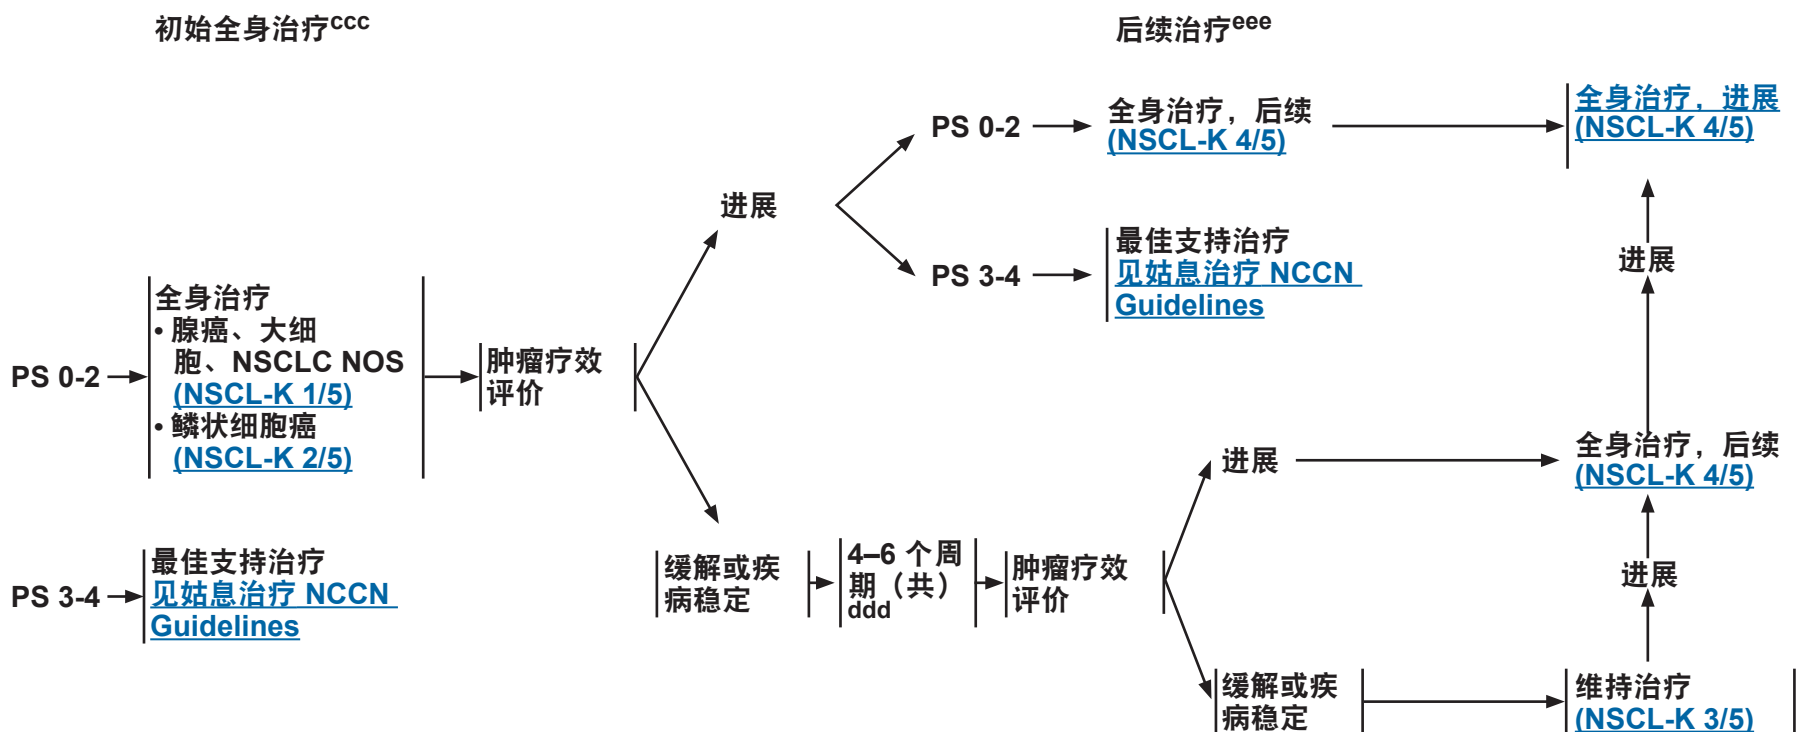 初始全身治疗ccc
后续治疗eee
PS 0-2
全身治疗
• 腺癌、大细
胞、NSCLC NOS
(NSCL-K 1/5)
• 鳞状细胞癌
(NSCL-K 2/5)
肿瘤疗效
评价
进展
PS 0-2
全身治疗，后续
(NSCL-K 4/5)
全身治疗，进展
(NSCL-K 4/5)
PS 3-4
最佳支持治疗
见姑息治疗 NCCN
Guidelines
进展
PS 3-4
最佳支持治疗
见姑息治疗 NCCN
Guidelines
缓解或疾
病稳定
4–6 个周
期（共）
ddd
肿瘤疗效
评价
进展
全身治疗，后续
(NSCL-K 4/5)
进展
缓解或疾
病稳定
维持治疗
(NSCL-K 3/5)